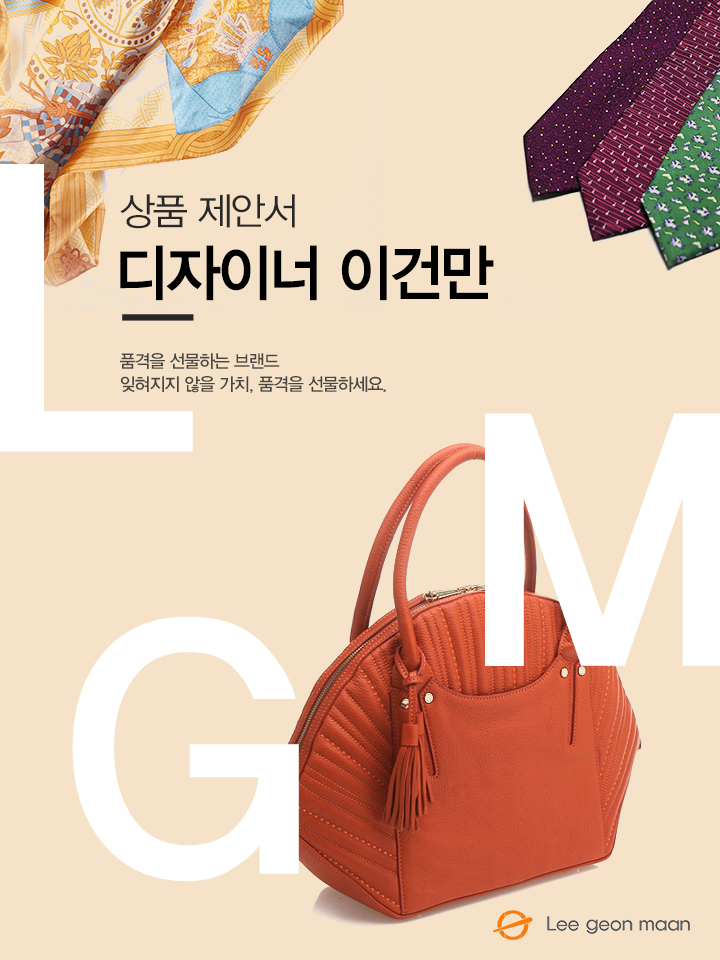 상품 제안서
디자이너 이건만
품격을 선물하는 브랜드
잊혀지지 않을 가치, 품격을 선물하세요.
L
M
G
Lee geon maan